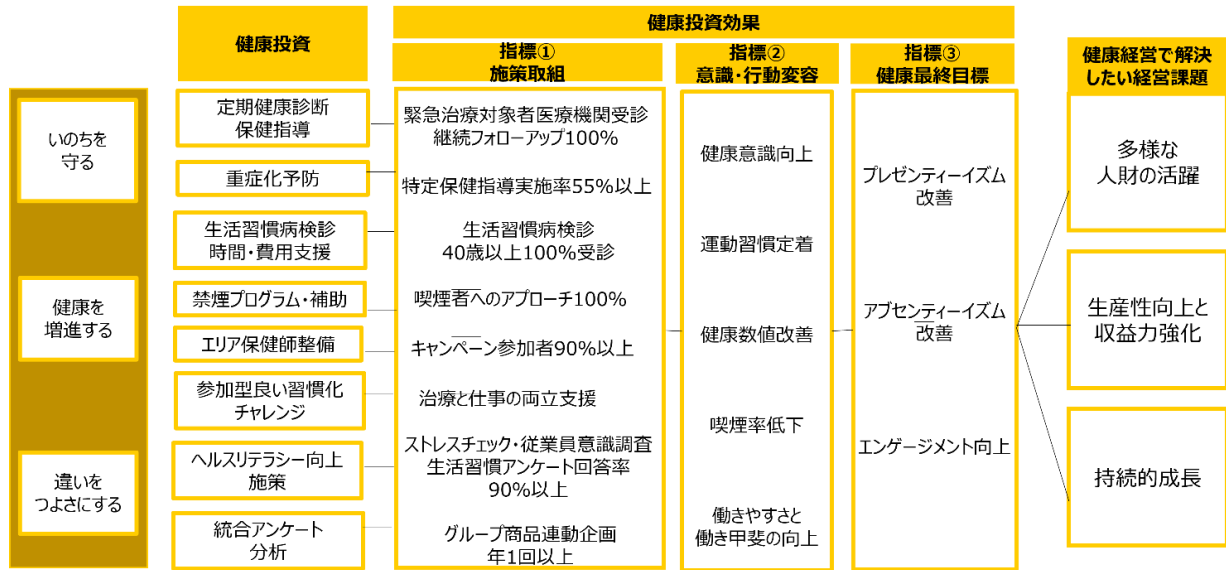 健康投資
健康投資効果
指標①
施策取組
指標②
意識・行動変容
指標③
健康最終目標
健康経営で解決
したい経営課題
いのちを
守る
健康を
増進する
違いを
つよさにする
定期健康診断
保健指導
重症化予防
生活習慣病検診
時間・費用支援
禁煙プログラム・補助
エリア保健師整備
参加型良い習慣化
チャレンジ
ヘルスリテラシー向上
施策
統合アンケート
分析
緊急治療対象者医療機関受診
継続フォローアップ100%
特定保健指導実施率55%以上
生活習慣病検診
40歳以上100%受診
喫煙者へのアプローチ100%
キャンペーン参加者90%以上
治療と仕事の両立支援
ストレスチェック・従業員意識調査
生活習慣アンケート回答率
90%以上
グループ商品連動企画
年1回以上
健康意識向上
運動習慣定着
健康数値改善
喫煙率低下
働きやすさと
働き甲斐の向上
プレゼンティーイズム
改善
アブセンティーイズム
改善
エンゲージメント向上
多様な
人財の活躍
生産性向上と
収益力強化
持続的成長